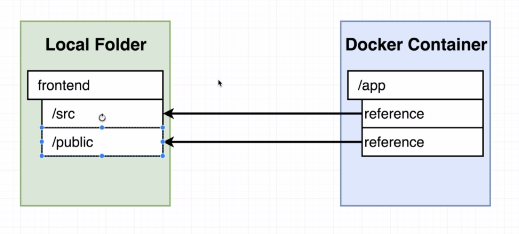 Local Folder
frontend
/src
/public
Docker Container
/app
reference
reference